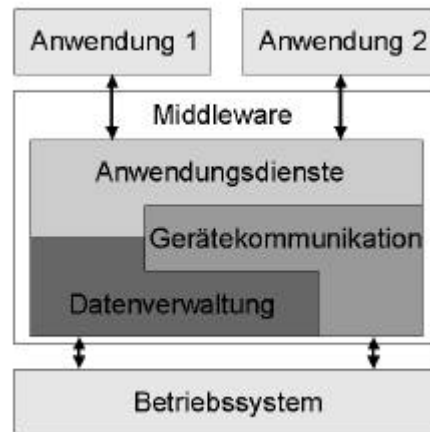 Anwendung 1
Anwendung 2
Middleware
Anwendungsdienste
Gerätekommunikation
Datenverwaltung
Betriebssystem